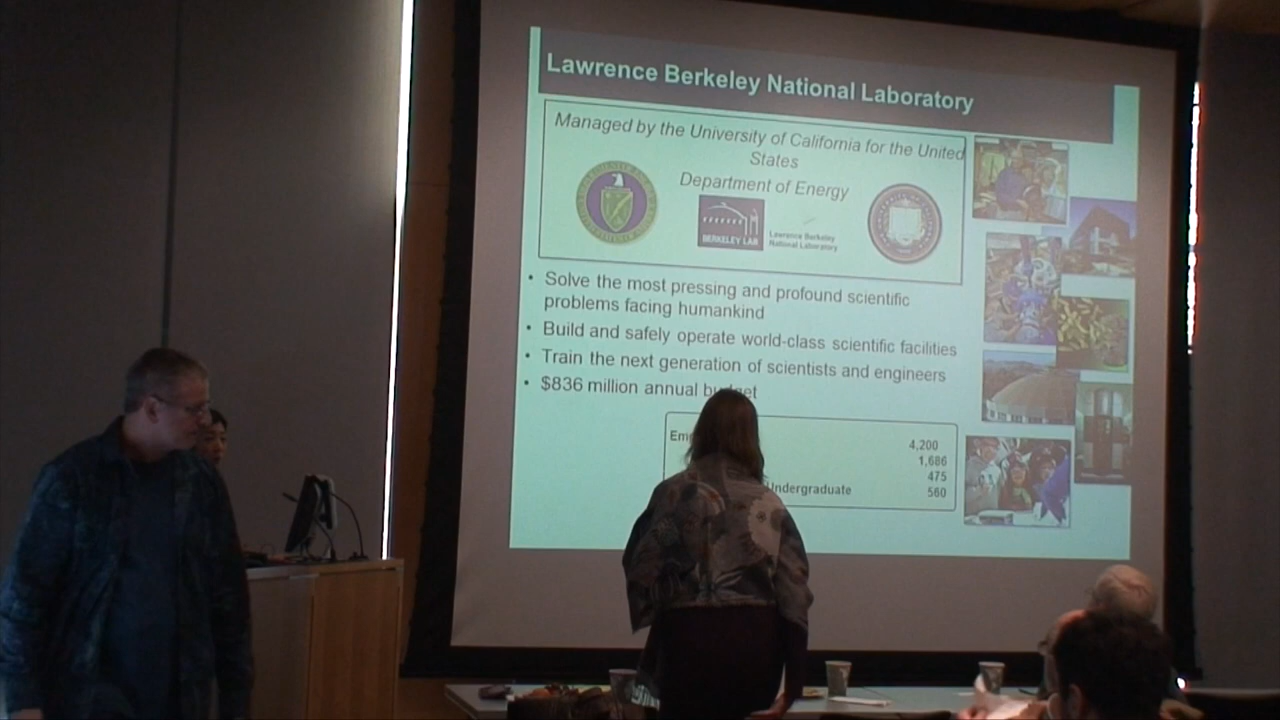 Lawrence Berkeley National Laboratory
Managed by the University of California for the United
States
Department of Energy
BERKELEY LAB
Lawrence Berkeley
National Laboratory
• Solve the most pressing and profound scientific
problems facing humankind
• Build and safely operate world-class scientific facilities
• Train the next generation of scientists and engineers
• $836 million annual budget
4,200
1,686
475
Undergraduate 560